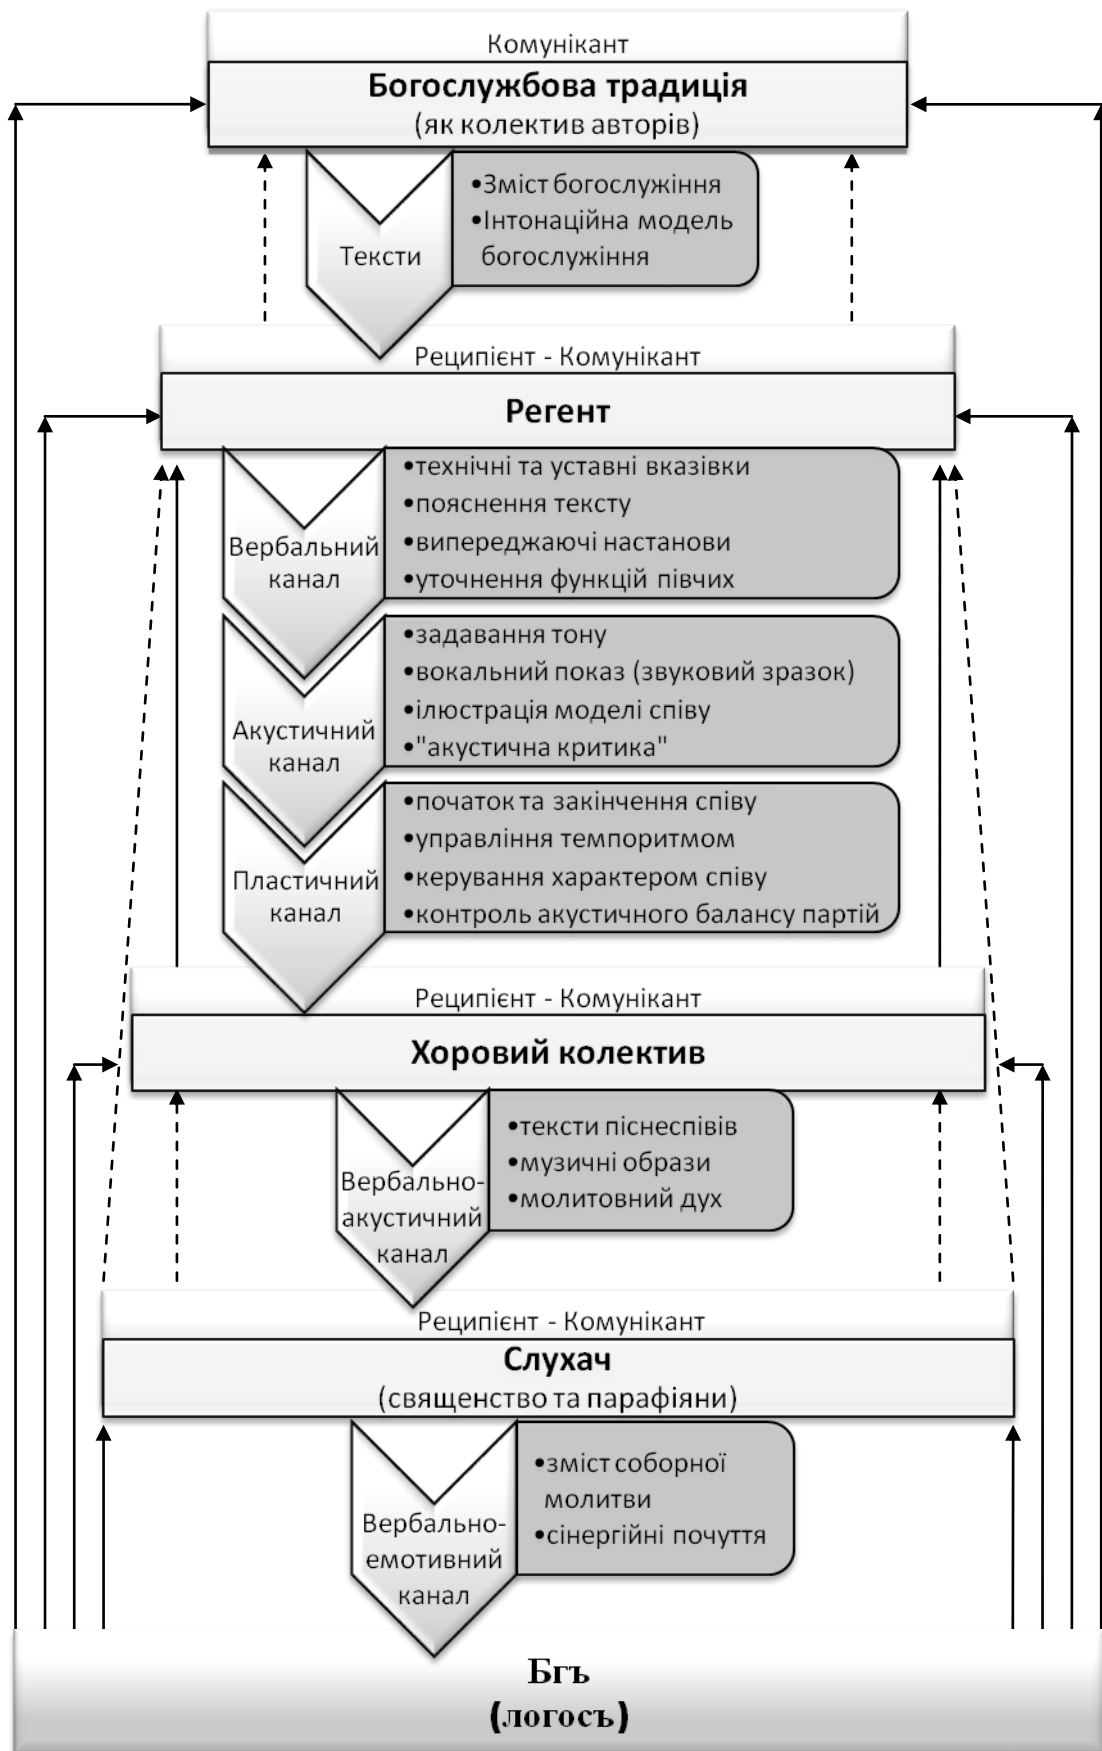 Комунікант
Богослужбова традиція
(як колектив авторів)
Тексти
•Зміст богослужіння
•Інтонаційна модель
богослужіння
Реципієнт - Комунікант
Регент
Вербальний
канал
•технічні та уставні вказівки
•пояснення тексту
•випереджаючі настанови
•уточнення функцій півчих
Акустичний
канал
•задавання тону
•вокальний показ (звуковий зразок)
•ілюстрація моделі співу
•"акустична критика"
Пластичний
канал
•початок та закінчення співу
•управління темпоритмом
•керування характером співу
•контроль акустичного балансу партій
Реципієнт - Комунікант
Хоровий колектив
Вербально-
акустичний
канал
•тексти піснеспівів
•музичні образи
•молитовний дух
Реципієнт - Комунікант
Слухач
(священство та парафіяни)
Вербально-
емотивний
канал
•зміст соборної
молитви
•сінергійні почуття
Бгъ
(логосъ)